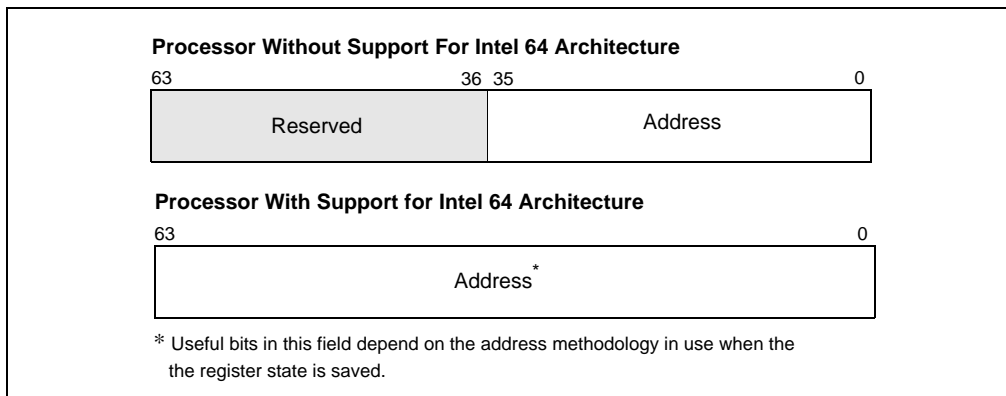 Processor Without Support For Intel 64 Architecture
63 36 35 0
Reserved Address
Processor With Support for Intel 64 Architecture
63 0
Address*
* Useful bits in this field depend on the address methodology in use when the
the register state is saved.